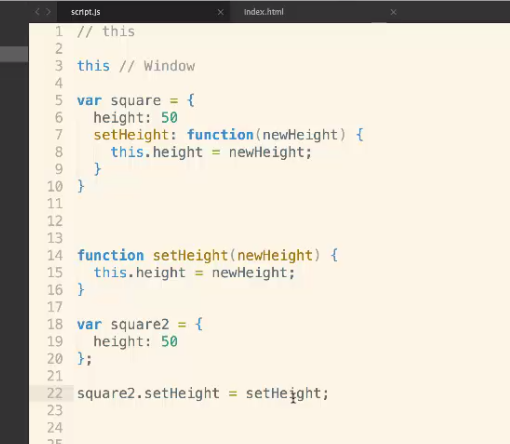 script.js index.html
1 // this
2
3 this // Window
4
5 var square = {
6 height: 50
7 setHeight: function(newHeight) {
8 this.height = newHeight;
9 }
10 }
11
12
13
14 function setHeight(newHeight) {
15 this.height = newHeight;
16 }
17
18 var square2 = {
19 height: 50
20 };
21
22 square2.setHeight = setHeight;
23
24
25